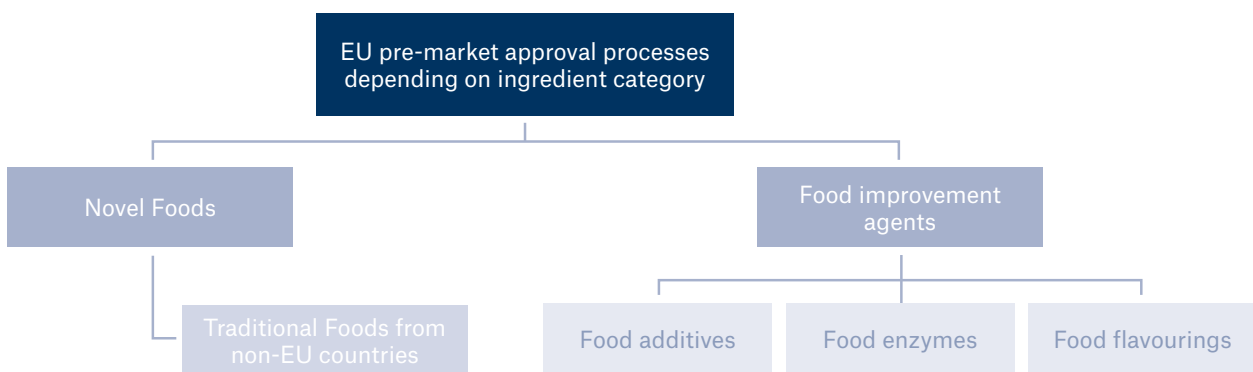 EU pre-market approval processes
depending on ingredient category
Novel Foods
Food improvement
agents
Traditional Foods from
non-EU countries
Food additives
Food enzymes
Food flavourings